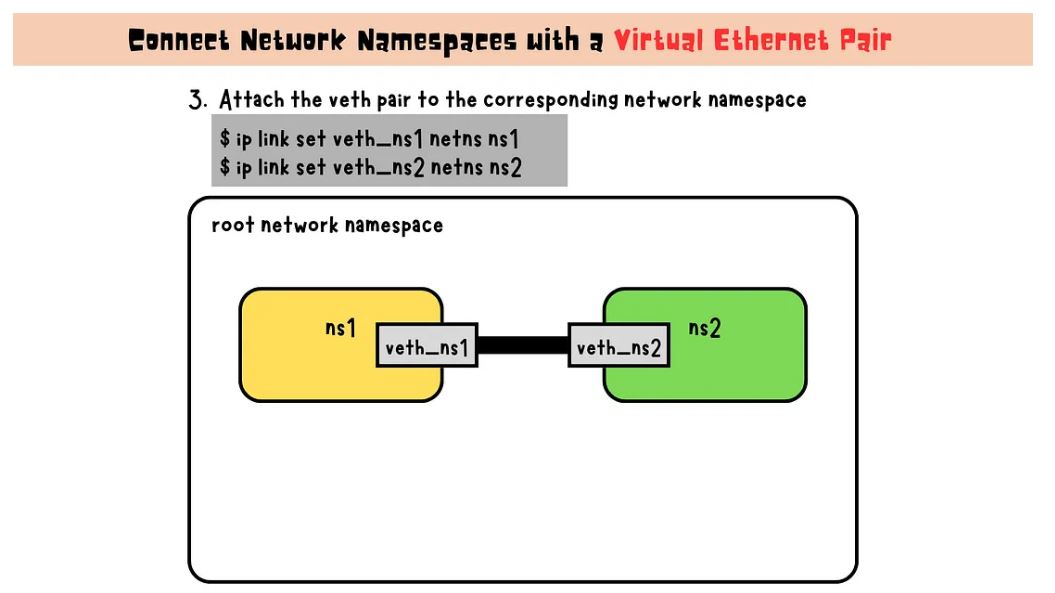 Connect Network Namespaces with a Virtual Ethernet Pair
3. Attach the veth pair to the corresponding network namespace
$ ip link set veth_ns1 netns ns1
$ ip link set veth_ns2 netns ns2
root network namespace
ns1
ns2
veth_ns1
veth_ns2